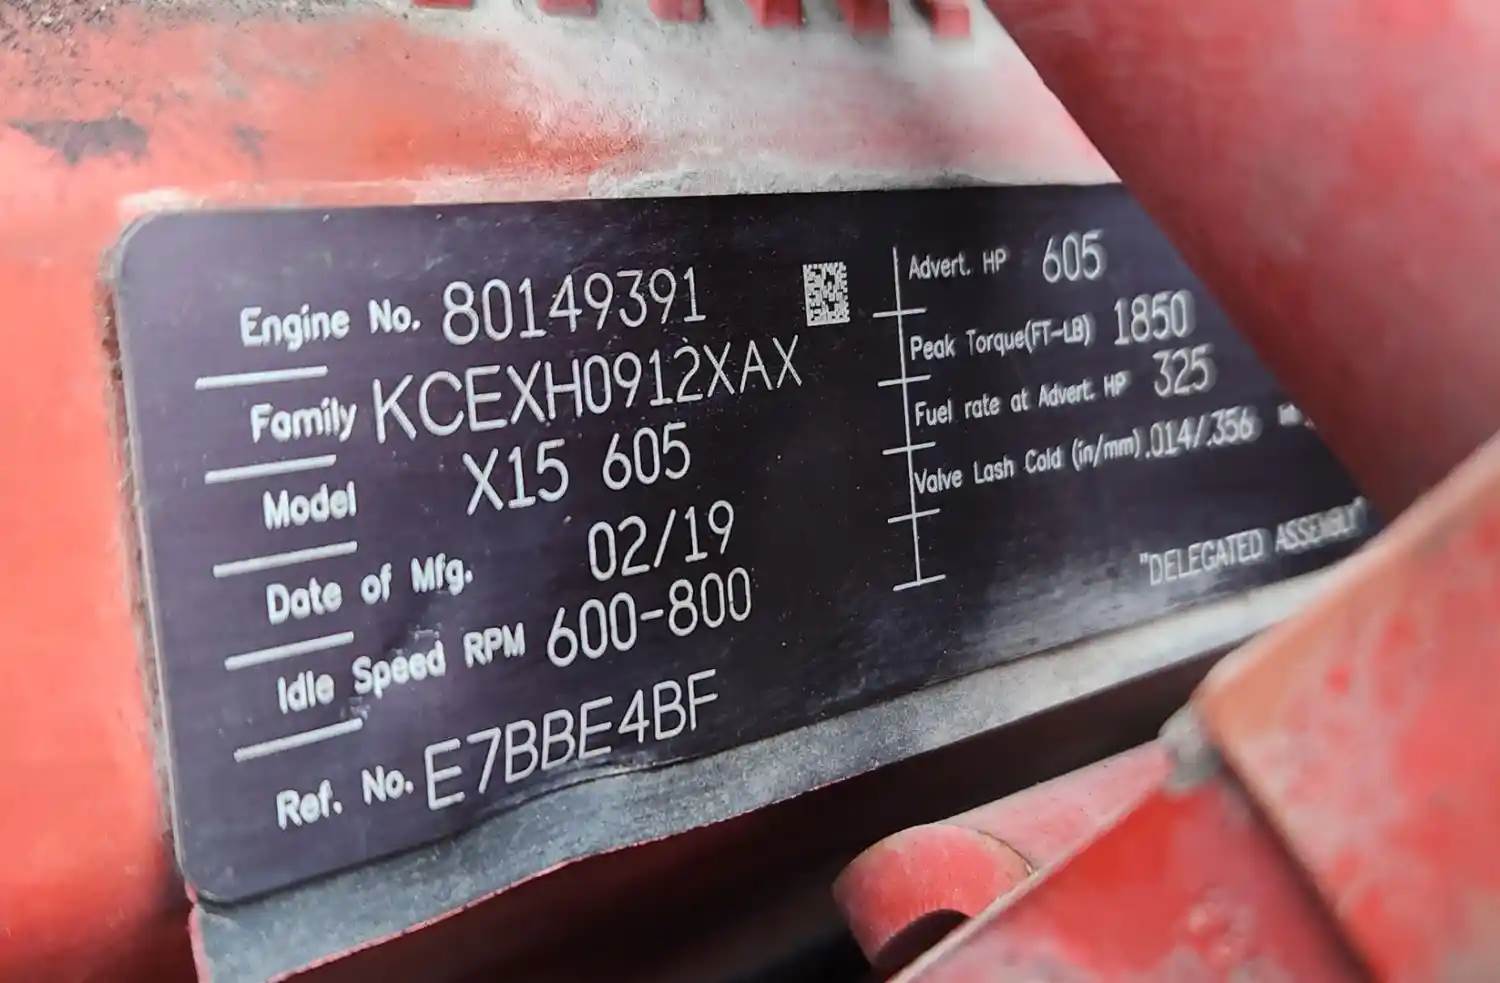 Engine No. 80149391
Family KCEXH0912XAX
Model X15 605
Date of Mfg. 02/19
Idle Speed RPM 600-800
Ref. No. E7BBE4BF
Advert. HP 605
Peak Torque(FT-LB) 1850
Fuel rate at Advert. HP 325
Valve Lash Cold (in/mm) .014/.356
"DELEGATED ASSEMBLY"